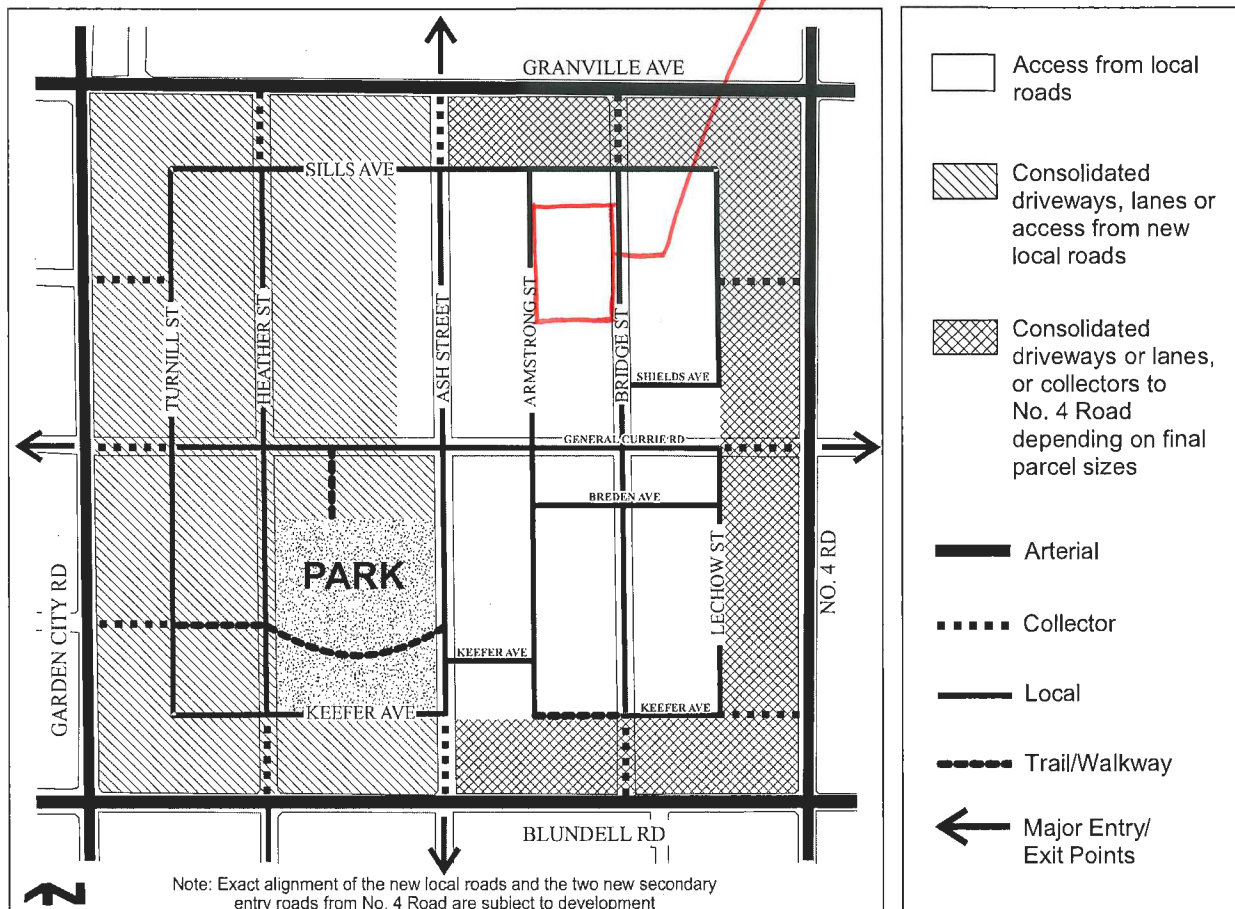 GRANVILLE AVE
SILLS AVE
TURNILL ST
HEATHER ST
ASH STREET
ARMSTRONG ST
BRIDGE ST
SHIELDS AVE
GENERAL CURRIE RD
BREDEN AVE
PARK
LECHOW ST
NO. 4 RD
GARDEN CITY RD
KEEFER AVE
KEEFER AVE
KEEFER AVE
BLUNDELL RD
Note: Exact alignment of the new local roads and the two new secondary
entry roads from No. 4 Road are subject to development
Access from local
roads
Consolidated
driveways, lanes or
access from new
local roads
Consolidated
driveways or lanes,
or collectors to
No. 4 Road
depending on final
parcel sizes
Arterial
Collector
Local
Trail/Walkway
Major Entry/
Exit Points